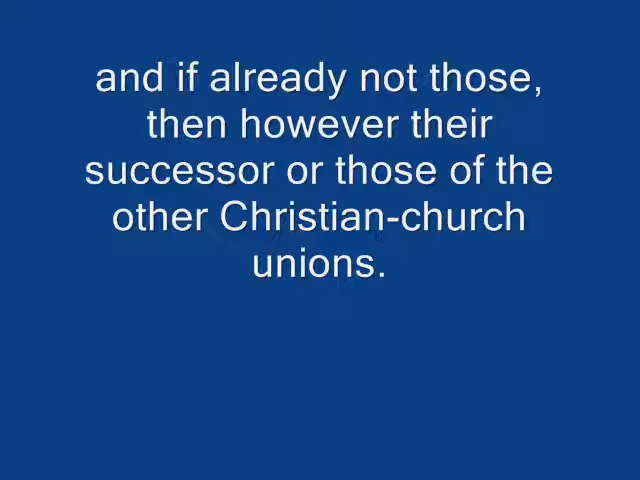 and if already not those,
then however their
successor or those of the
other Christian-church
unions.